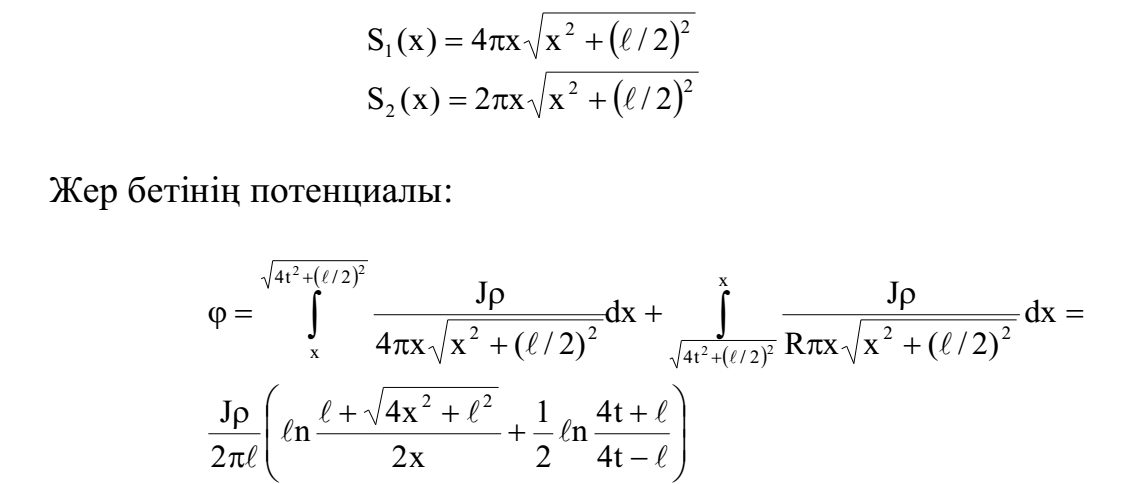 S₁(x) = 4πx√(x² + (ℓ/2)²)
S₂(x) = 2πx√(x² + (ℓ/2)²)
Жер бетінің потенциалы:
φ = ∫_x^{√(4t²+(ℓ/2)²)} Jρ/(4πx√(x² + (ℓ/2)²)) dx + ∫_{√(4t²+(ℓ/2)²)}^x Jρ/(Rπx√(x² + (ℓ/2)²)) dx =
Jρ/(2πℓ) (ℓn (ℓ + √(4x² + ℓ²))/(2x) + 1/2 ℓn (4t + ℓ)/(4t − ℓ))